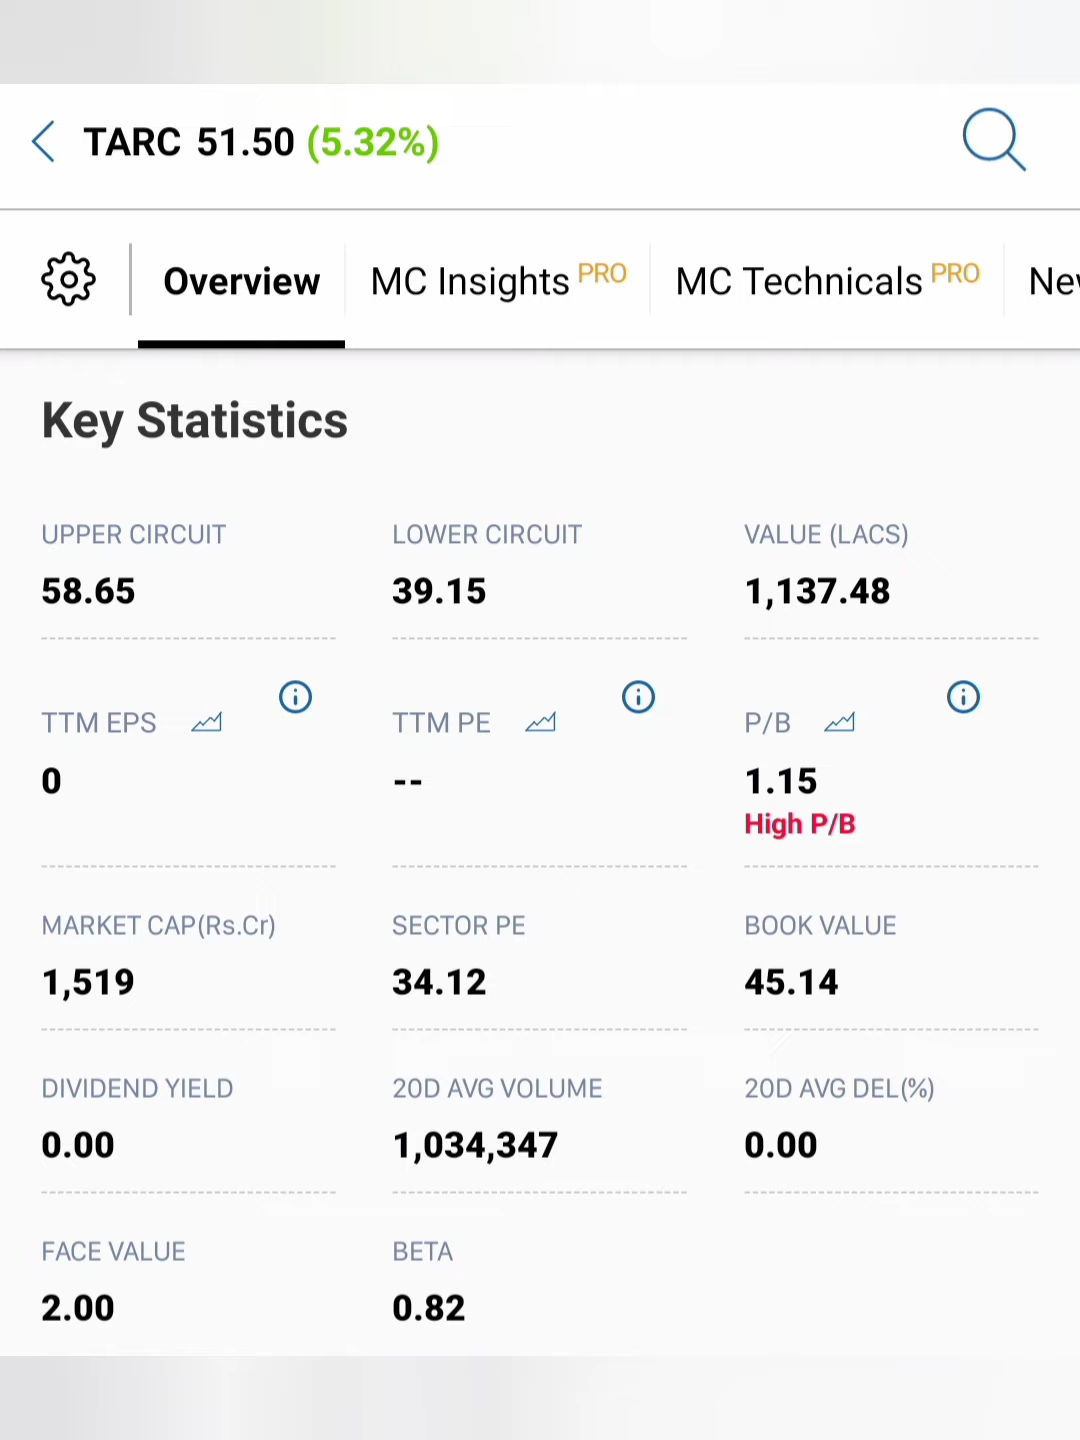 TARC 51.50 (5.32%)
Overview MC Insights PRO MC Technicals PRO Nev
Key Statistics
UPPER CIRCUIT LOWER CIRCUIT VALUE (LACS)
58.65 39.15 1,137.48
TTM EPS TTM PE P/B
0 -- 1.15
High P/B
MARKET CAP(Rs.Cr) SECTOR PE BOOK VALUE
1,519 34.12 45.14
DIVIDEND YIELD 20D AVG VOLUME 20D AVG DEL(%)
0.00 1,034,347 0.00
FACE VALUE BETA
2.00 0.82